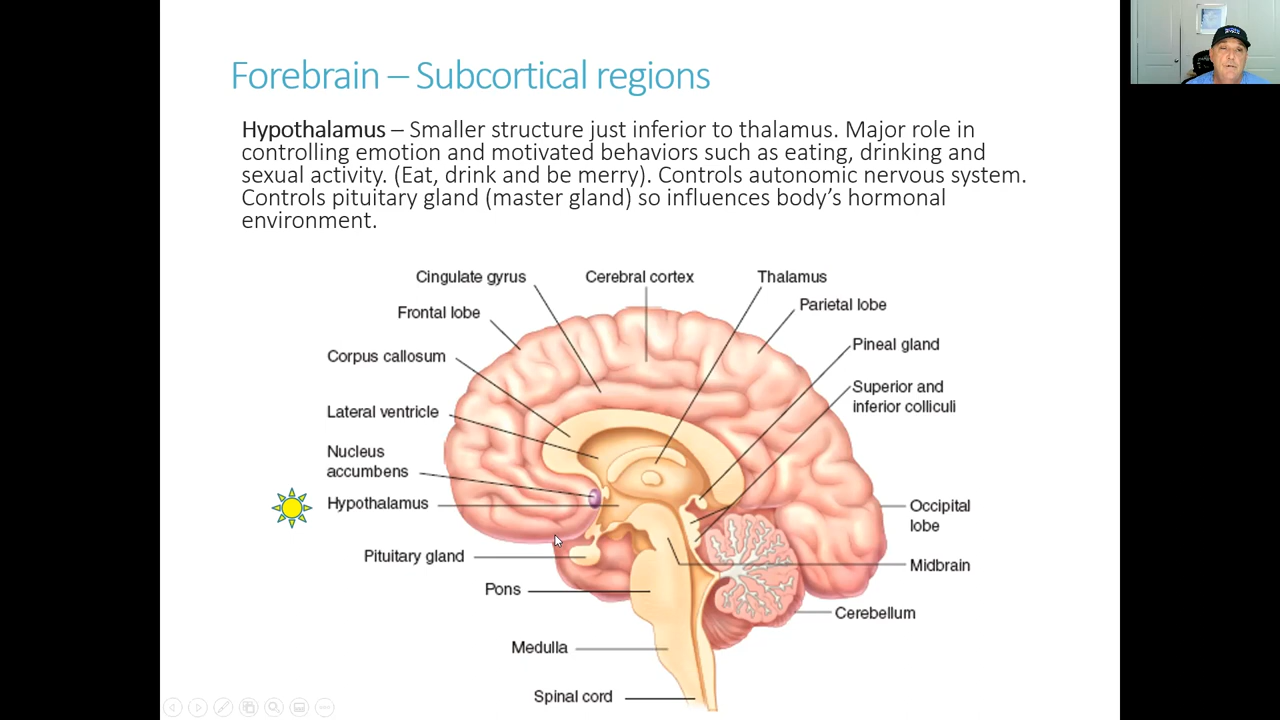 Forebrain – Subcortical regions
Hypothalamus – Smaller structure just inferior to thalamus. Major role in
controlling emotion and motivated behaviors such as eating, drinking and
sexual activity. (Eat, drink and be merry). Controls autonomic nervous system.
Controls pituitary gland (master gland) so influences body’s hormonal
environment.
Cingulate gyrus
Cerebral cortex
Thalamus
Frontal lobe
Parietal lobe
Corpus callosum
Pineal gland
Superior and
inferior colliculi
Lateral ventricle
Nucleus
accumbens
Hypothalamus
Occipital
lobe
Pituitary gland
Midbrain
Pons
Cerebellum
Medulla
Spinal cord